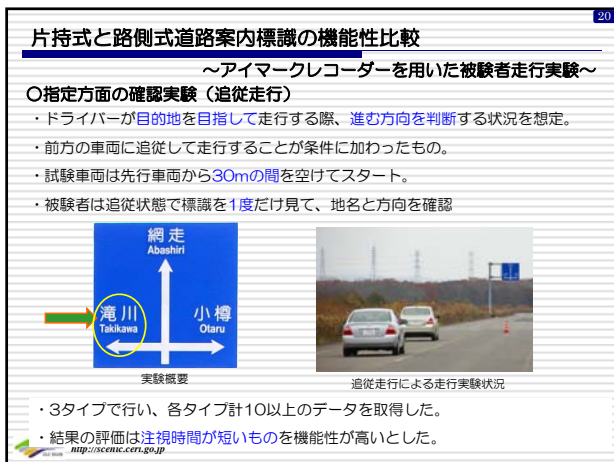 20
片持式と路側式道路案内標識の機能性比較
～アイマークレコーダーを用いた被験者走行実験～
〇指定方面の確認実験（追従走行）
・ドライバーが目的地を目指して走行する際、進む方向を判断する状況を想定。
・前方の車両に追従して走行することが条件に加わったもの。
・試験車両は先行車両から30mの間を空けてスタート。
・被験者は追従状態で標識を1度だけ見て、地名と方向を確認
網走
Abashiri
滝川
Takikawa
小樽
Otaru
実験概要
追従走行による走行実験状況
・3タイプで行い、各タイプ計10以上のデータを取得した。
・結果の評価は注視時間が短いものを機能性が高いとした。
http://scenic.ceri.go.jp